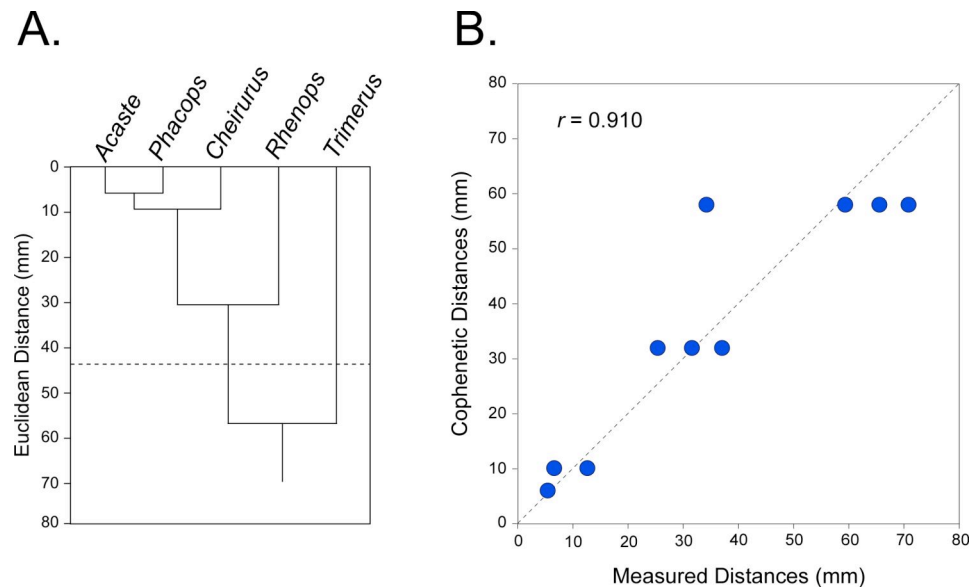 A.
Acaste
Phacops
Cheirurus
Rhenops
Trimerus
0
10
20
30
40
50
60
70
80
Euclidean Distance (mm)
B.
r = 0.910
80
70
60
50
40
30
20
10
0
Cophenetic Distances (mm)
0
10
20
30
40
50
60
70
80
Measured Distances (mm)